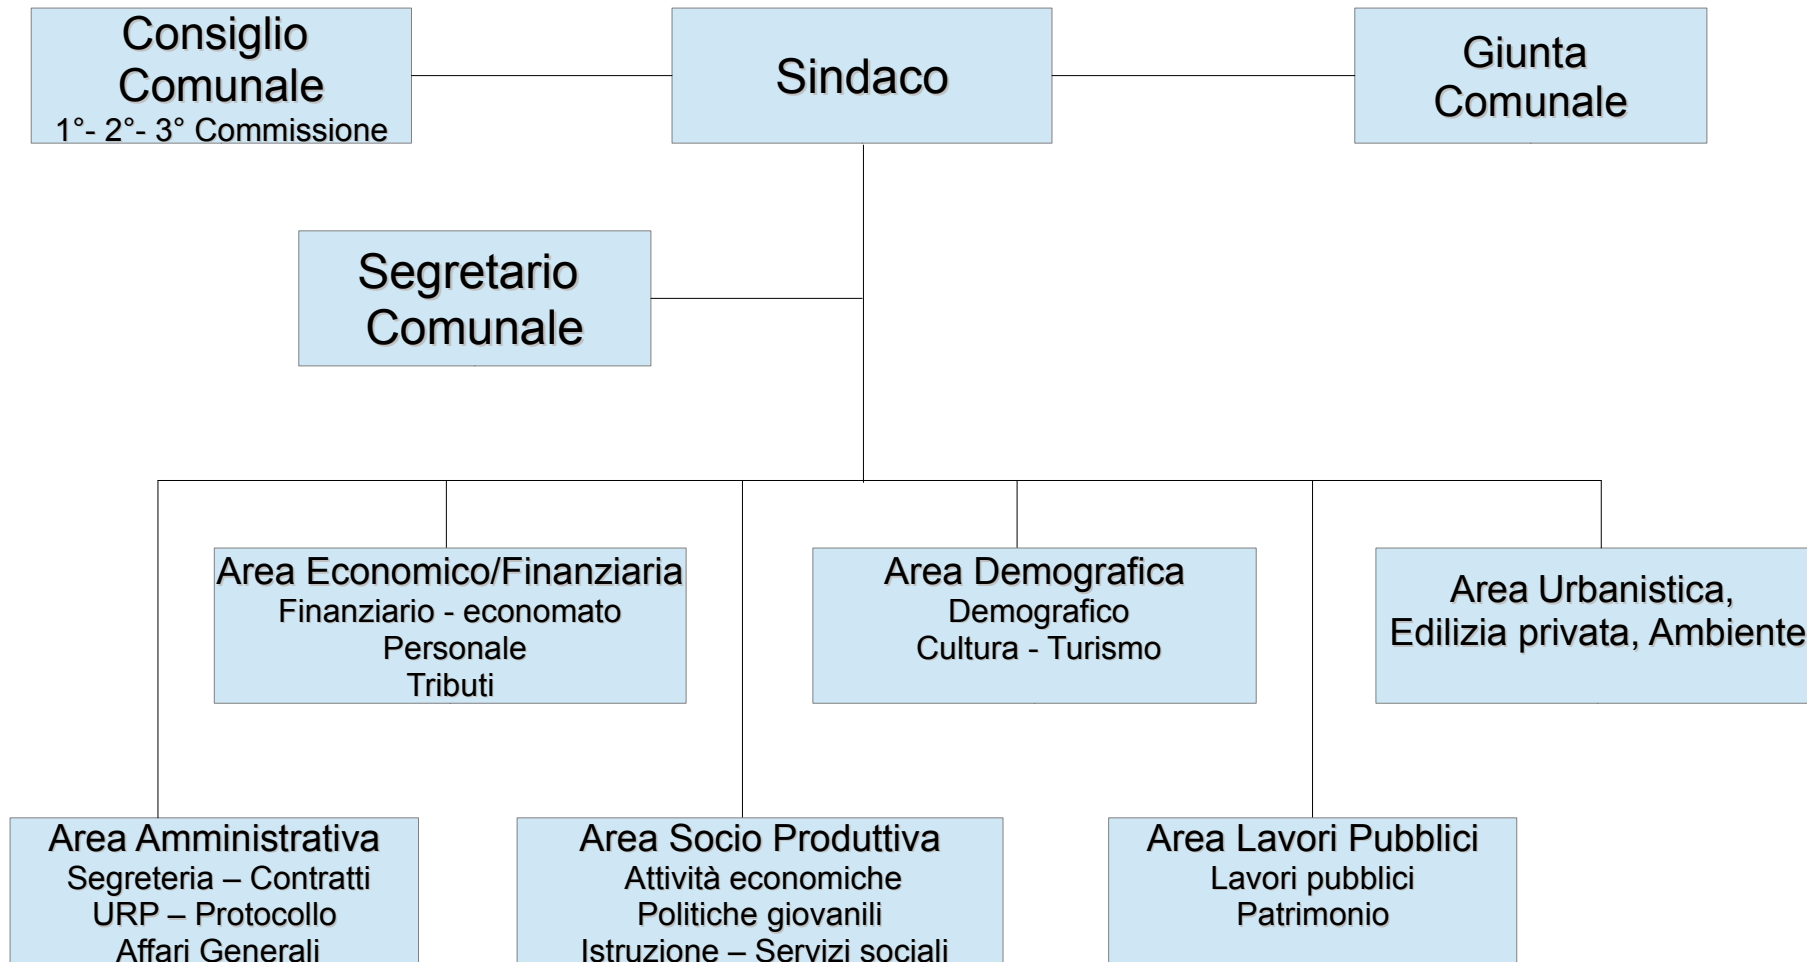 Consiglio
Comunale
1°- 2°- 3° Commissione
Sindaco
Giunta
Comunale
Segretario
Comunale
Area Economico/Finanziaria
Finanziario - economato
Personale
Tributi
Area Demografica
Demografico
Cultura - Turismo
Area Urbanistica,
Edilizia privata, Ambiente
Area Amministrativa
Segreteria – Contratti
URP – Protocollo
Affari Generali
Area Socio Produttiva
Attività economiche
Politiche giovanili
Istruzione – Servizi sociali
Area Lavori Pubblici
Lavori pubblici
Patrimonio